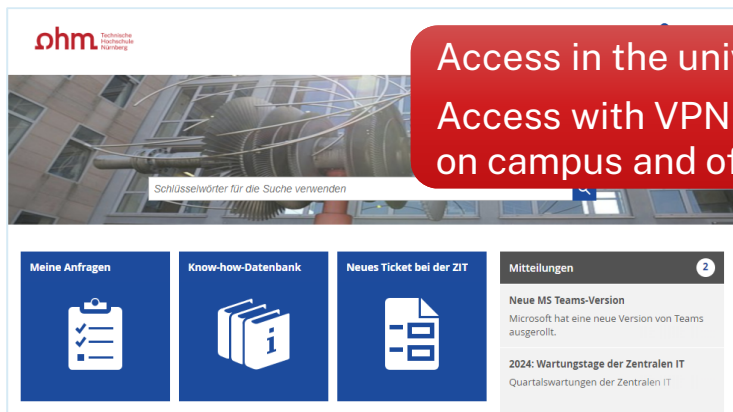 ohm Technische
Hochschule
Nürnberg
Access in the
Access with VPN
on campus and
Schlüsselwörter für die Suche verwenden
Meine Anfragen
Know-how-Datenbank
Neues Ticket bei der ZIT
Mitteilungen
2
Neue MS Teams-Version
Microsoft hat eine neue Version von Teams
ausgerollt.
2024: Wartungstage der Zentralen IT
Quartalswartungen der Zentralen IT
i